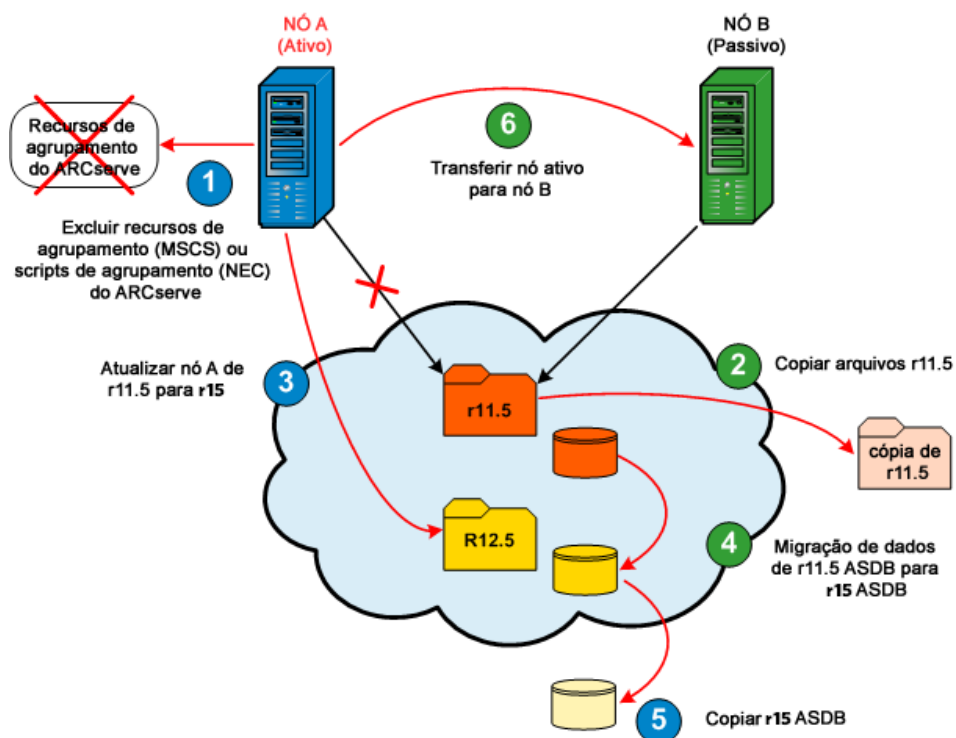 NÓ A
(Ativo)
NÓ B
(Passivo)
Recursos de
agrupamento
do ARCserve
1
Excluir recursos de
agrupamento (MSCS) ou
scripts de agrupamento (NEC)
do ARCserve
6
Transferir nó ativo
para nó B
Atualizar nó A de
r11.5 para r15
3
r11.5
2
Copiar arquivos r11.5
cópia de
r11.5
R12.5
4
Migração de dados
de r11.5 ASDB para
r15 ASDB
5
Copiar r15 ASDB